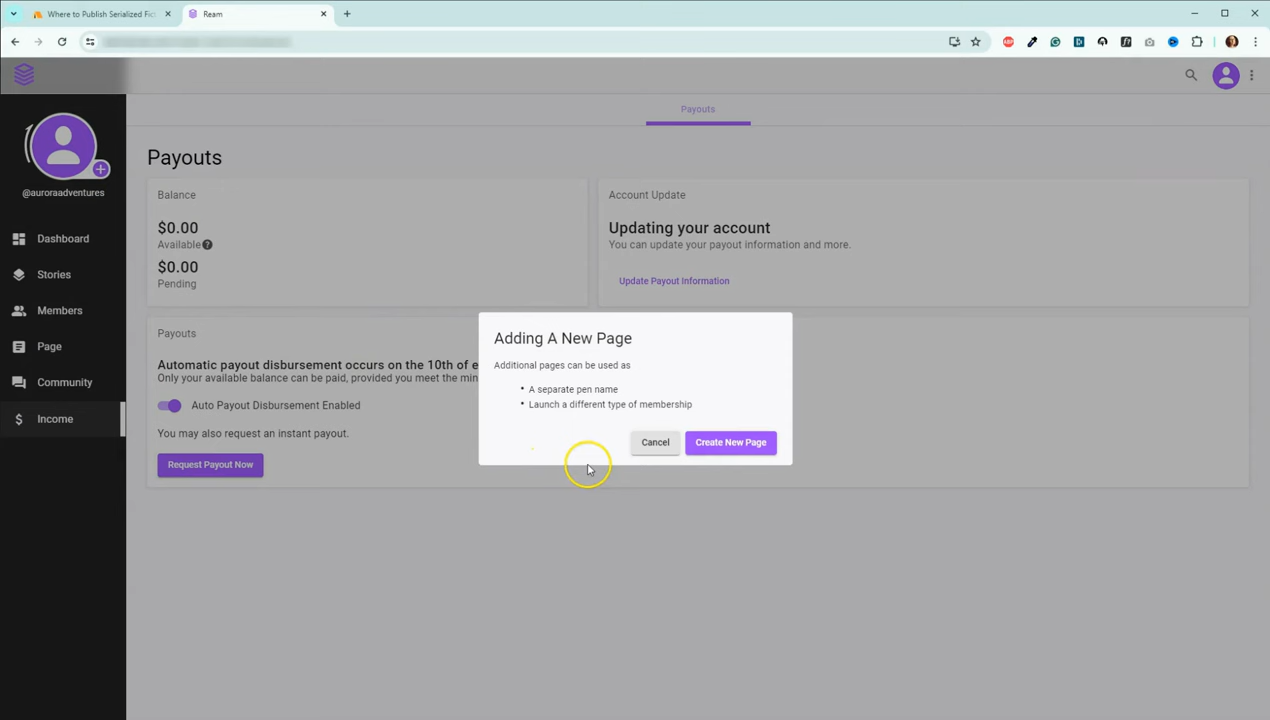 Where to Publish Serialized Fic
Ream
Payouts
@auroraadventures
Dashboard
Stories
Members
Page
Community
Income
Payouts
Balance
$0.00
Available
$0.00
Pending
Account Update
Updating your account
You can update your payout information and more.
Update Payout Information
Payouts
Automatic payout disbursement occurs on the 10th of e
Only your available balance can be paid, provided you meet the min
Auto Payout Disbursement Enabled
You may also request an instant payout.
Request Payout Now
Adding A New Page
Additional pages can be used as
• A separate pen name
• Launch a different type of membership
Cancel
Create New Page